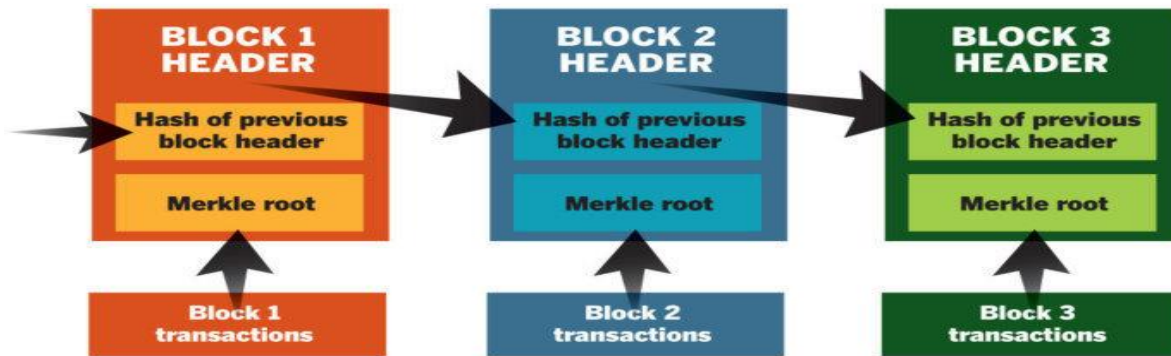 BLOCK 1
HEADER
Hash of previous
block header
Merkle root
Block 1
transactions
BLOCK 2
HEADER
Hash of previous
block header
Merkle root
Block 2
transactions
BLOCK 3
HEADER
Hash of previous
block header
Merkle root
Block 3
transactions